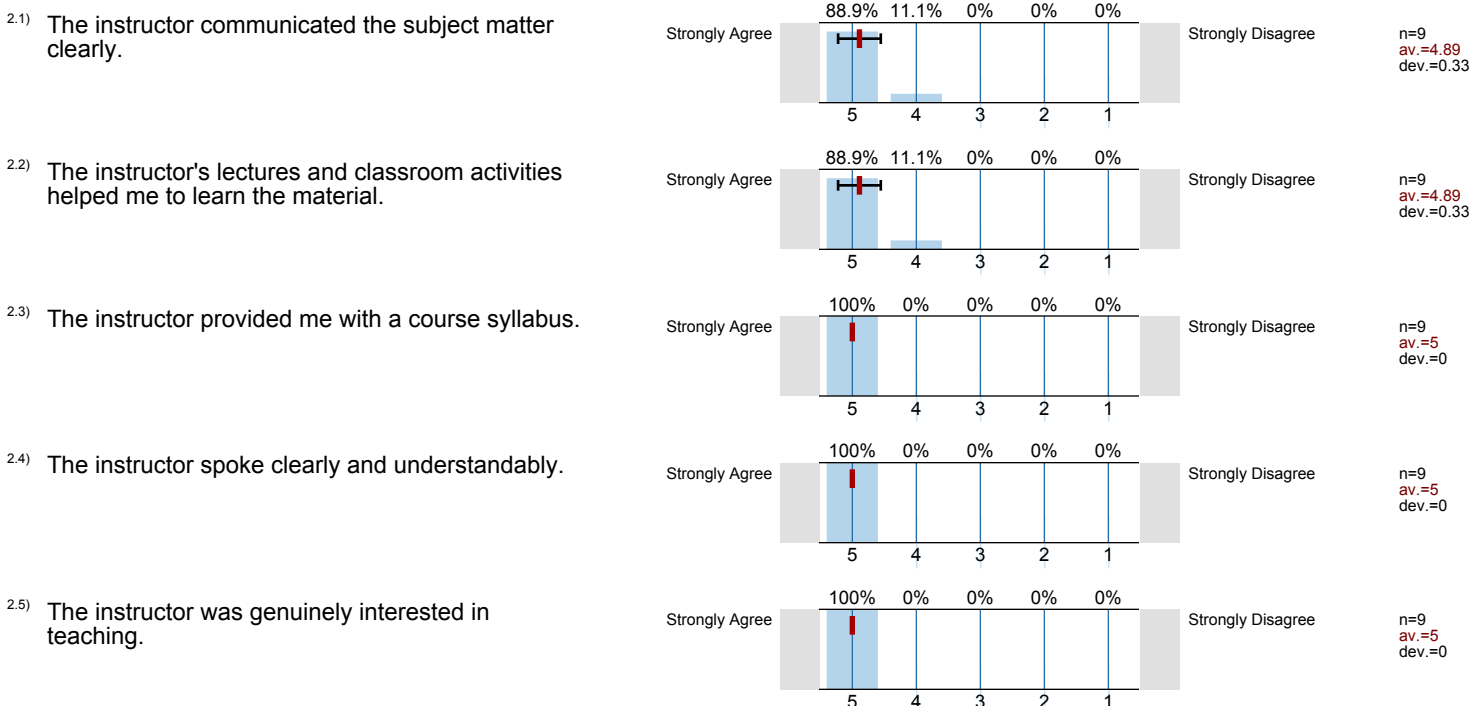 2.1) The instructor communicated the subject matter
clearly.
88.9% 11.1% 0% 0% 0%
Strongly Agree Strongly Disagree
5 4 3 2 1
n=9
av.=4.89
dev.=0.33
2.2) The instructor's lectures and classroom activities
helped me to learn the material.
88.9% 11.1% 0% 0% 0%
Strongly Agree Strongly Disagree
5 4 3 2 1
n=9
av.=4.89
dev.=0.33
2.3) The instructor provided me with a course syllabus.
100% 0% 0% 0% 0%
Strongly Agree Strongly Disagree
5 4 3 2 1
n=9
av.=5
dev.=0
2.4) The instructor spoke clearly and understandably.
100% 0% 0% 0% 0%
Strongly Agree Strongly Disagree
5 4 3 2 1
n=9
av.=5
dev.=0
2.5) The instructor was genuinely interested in
teaching.
100% 0% 0% 0% 0%
Strongly Agree Strongly Disagree
5 4 3 2 1
n=9
av.=5
dev.=0